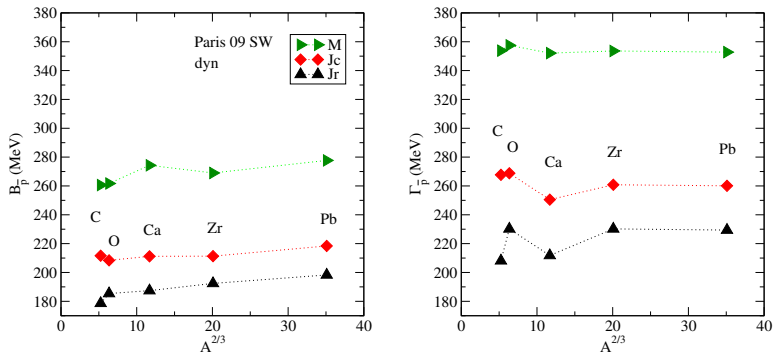 380
360
340
320
300
280
260
240
220
200
180
0 10 20 30 40
B_p̄ (MeV)
A^{2/3}
Paris 09 SW
dyn
M
Jc
Jr
C
O
Ca
Zr
Pb
380
360
340
320
300
280
260
240
220
200
180
0 10 20 30 40
Γ_p̄ (MeV)
A^{2/3}
C
O
Ca
Zr
Pb